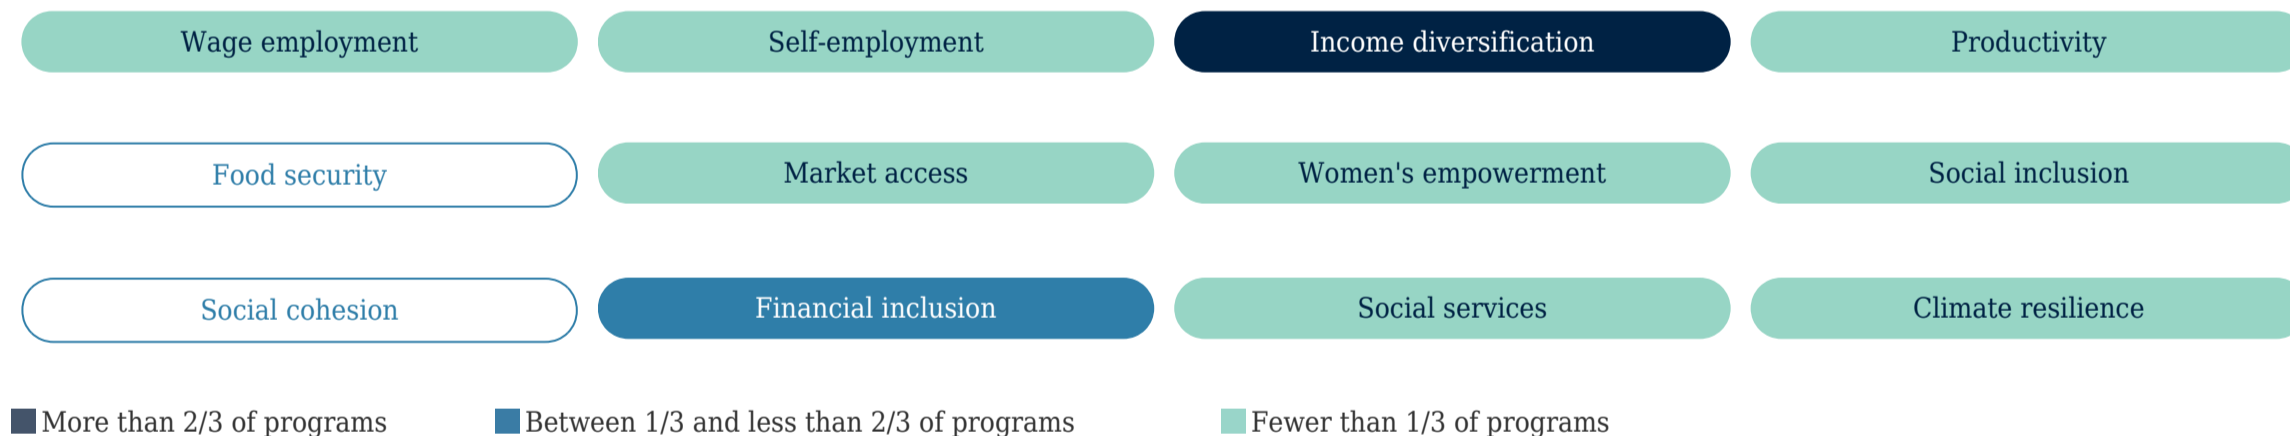 Wage employment Self-employment Income diversification Productivity
Food security Market access Women's empowerment Social inclusion
Social cohesion Financial inclusion Social services Climate resilience
More than 2/3 of programs Between 1/3 and less than 2/3 of programs Fewer than 1/3 of programs